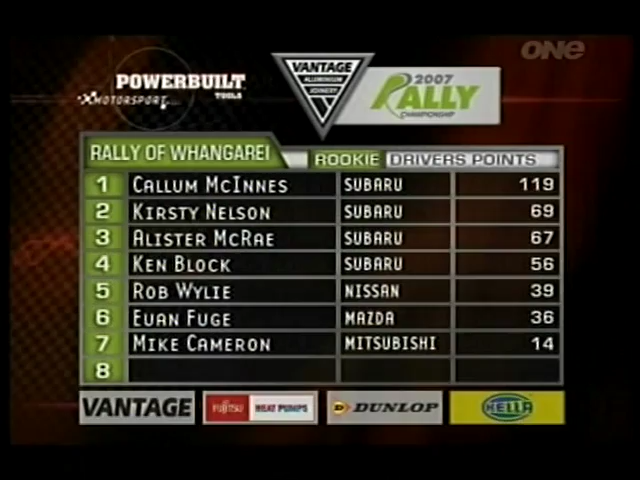 ONE
POWERBUILT
TOOLS
MOTORSPORT
VANTAGE
ALUMINIUM
JOINERY
2007
RALLY
CHAMPIONSHIP
RALLY OF WHANGAREI
ROOKIE DRIVERS POINTS
1 CALLUM MCINNES SUBARU 119
2 KIRSTY NELSON SUBARU 69
3 ALISTER MCRAE SUBARU 67
4 KEN BLOCK SUBARU 56
5 ROB WYLIE NISSAN 39
6 EUAN FUGE MAZDA 36
7 MIKE CAMERON MITSUBISHI 14
8
VANTAGE FUJITSU HEAT PUMPS DUNLOP HELLA